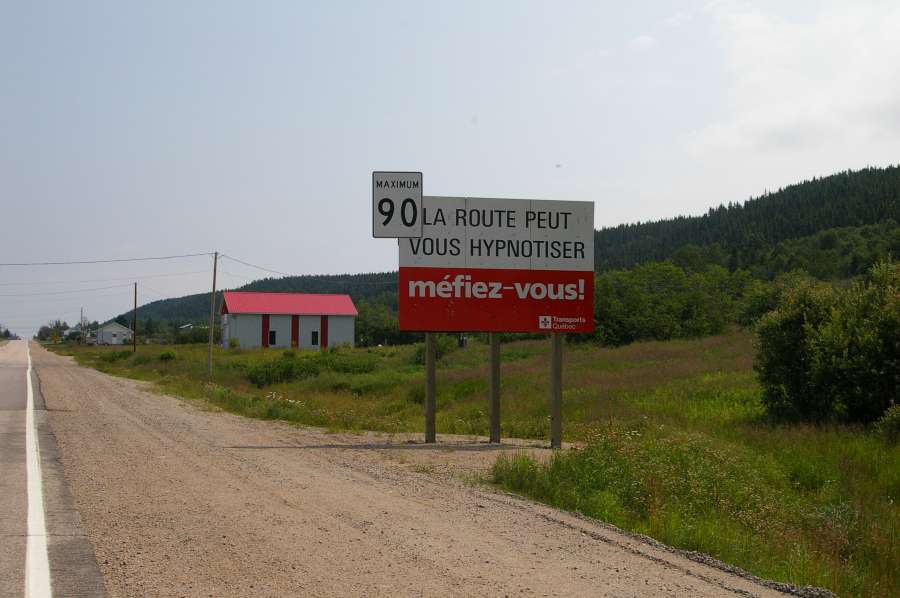 MAXIMUM
90
LA ROUTE PEUT
VOUS HYPNOTISER
méfiez-vous!
Transports
Québec